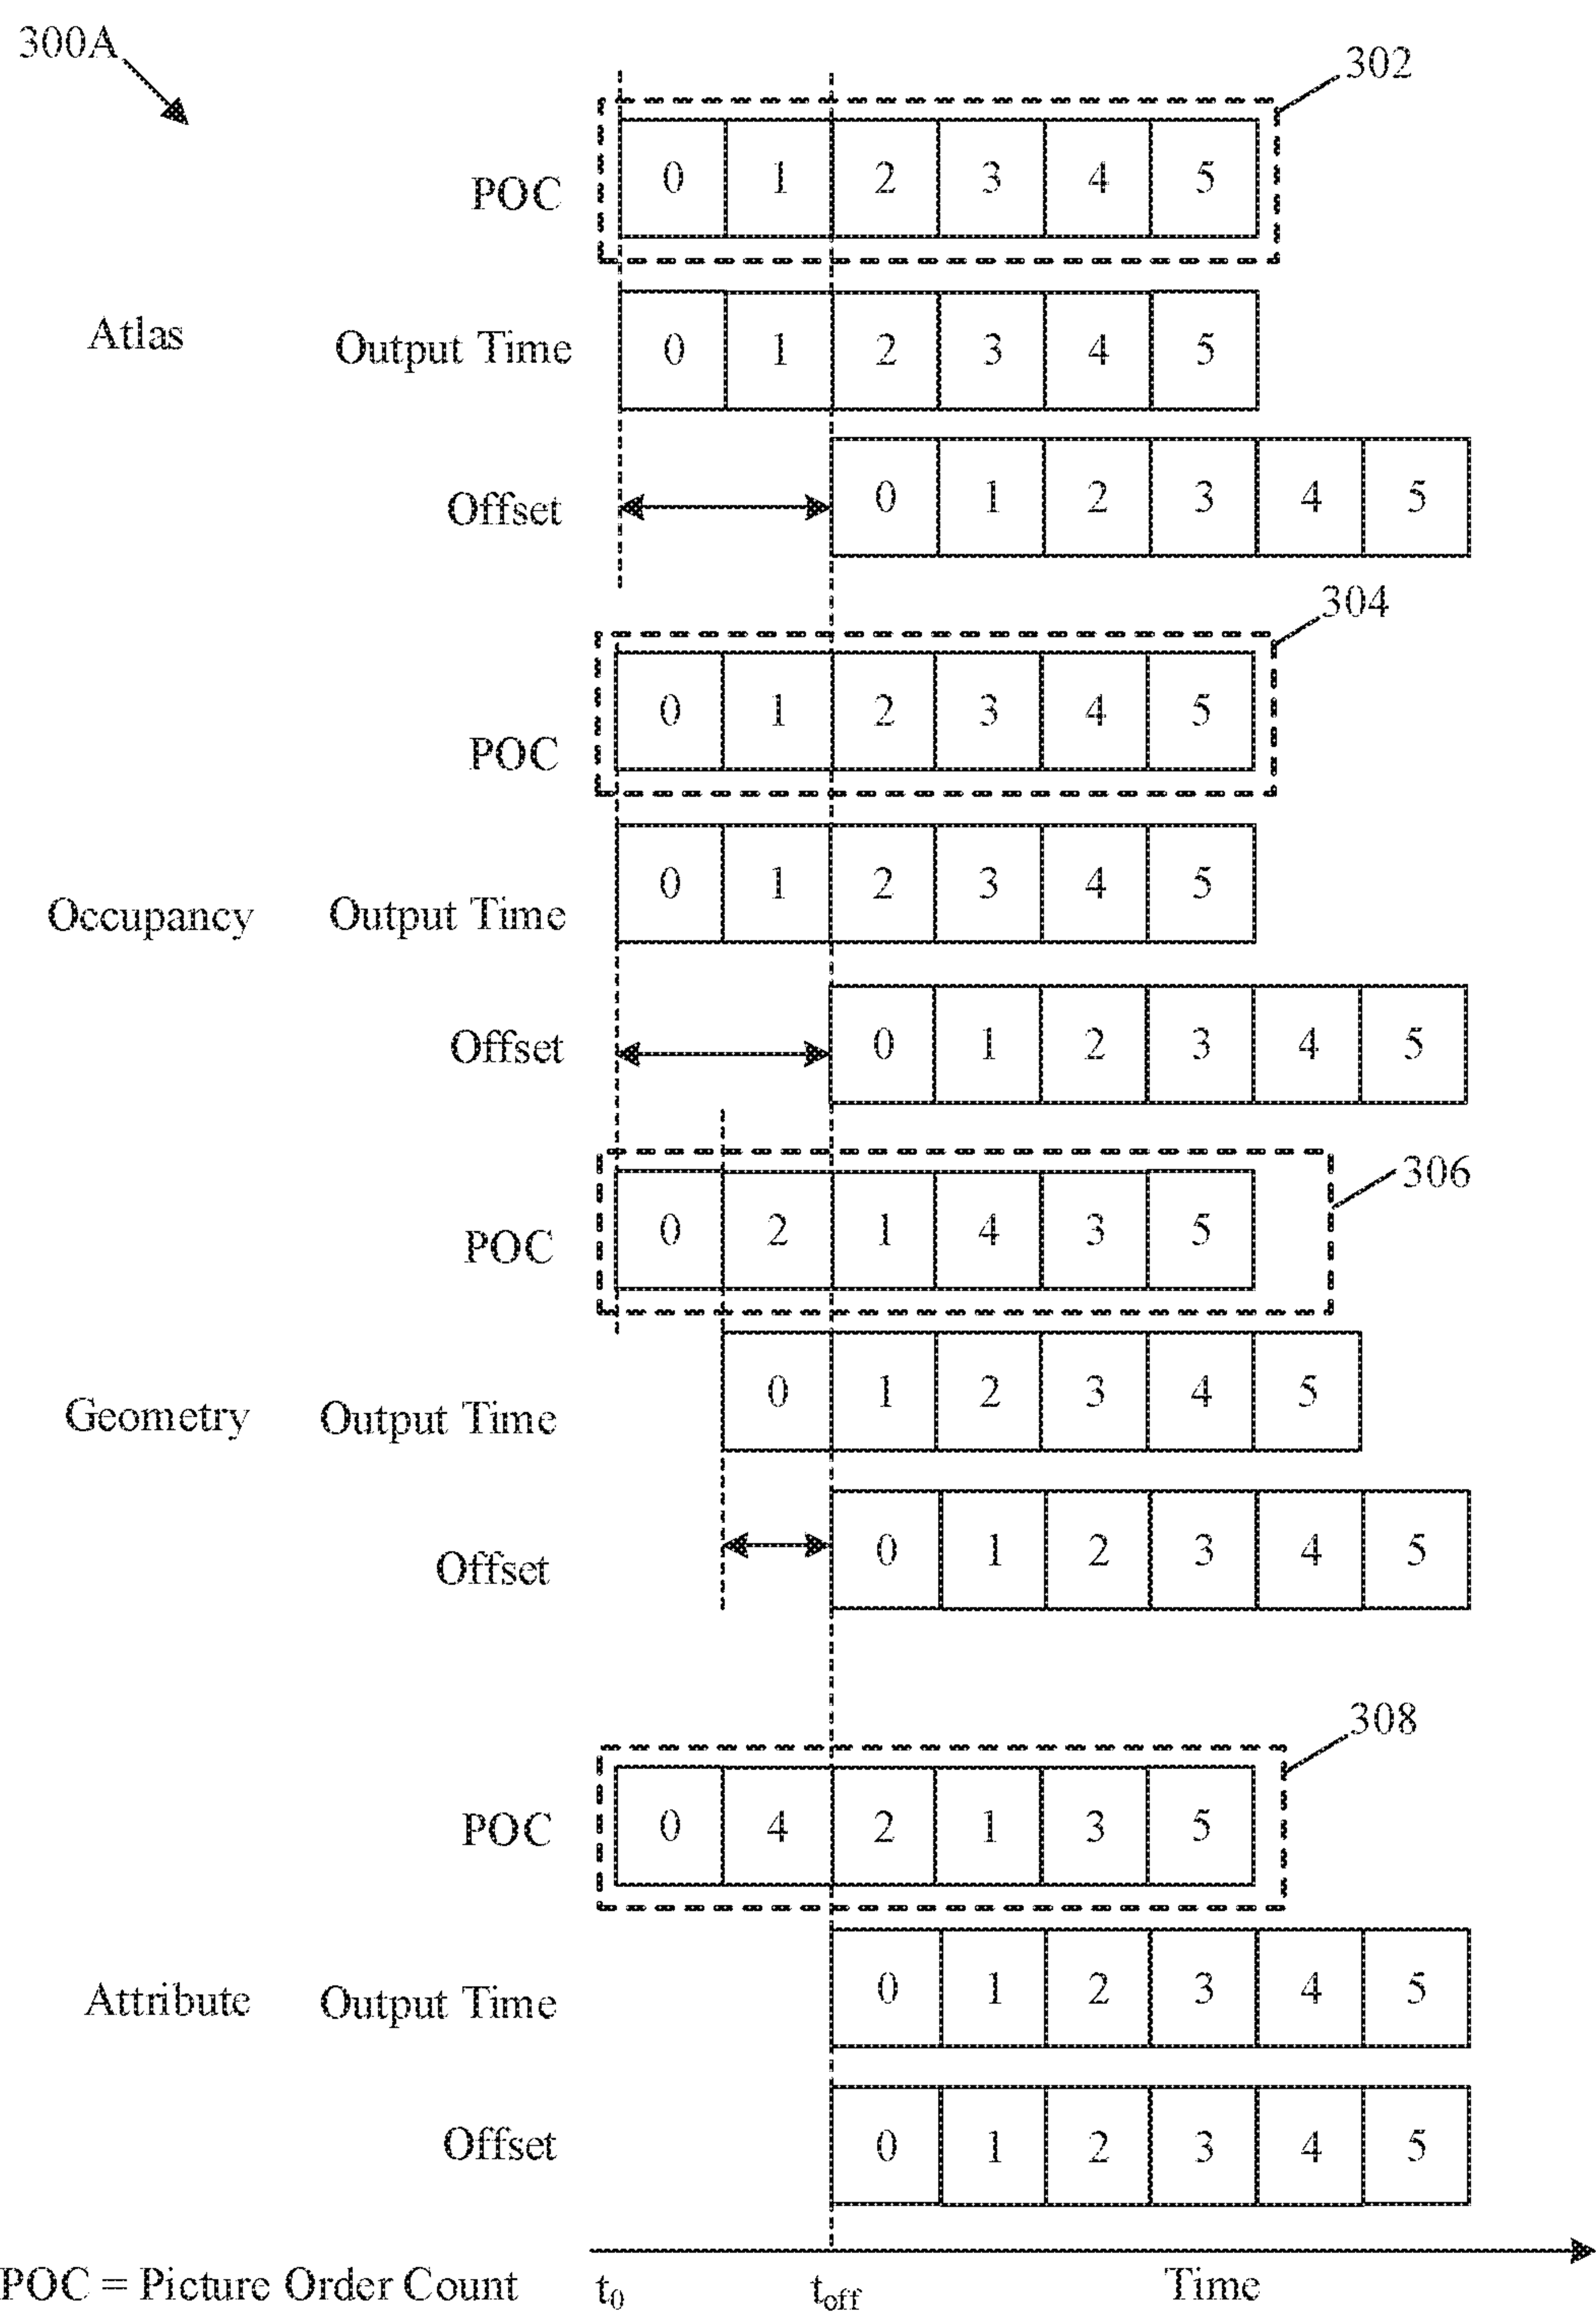 300A
302
POC 0 1 2 3 4 5
Atlas Output Time 0 1 2 3 4 5
Offset 0 1 2 3 4 5
304
POC 0 1 2 3 4 5
Occupancy Output Time 0 1 2 3 4 5
Offset 0 1 2 3 4 5
306
POC 0 2 1 4 3 5
Geometry Output Time 0 1 2 3 4 5
Offset 0 1 2 3 4 5
308
POC 0 4 2 1 3 5
Attribute Output Time 0 1 2 3 4 5
Offset 0 1 2 3 4 5
POC = Picture Order Count t0 toff Time